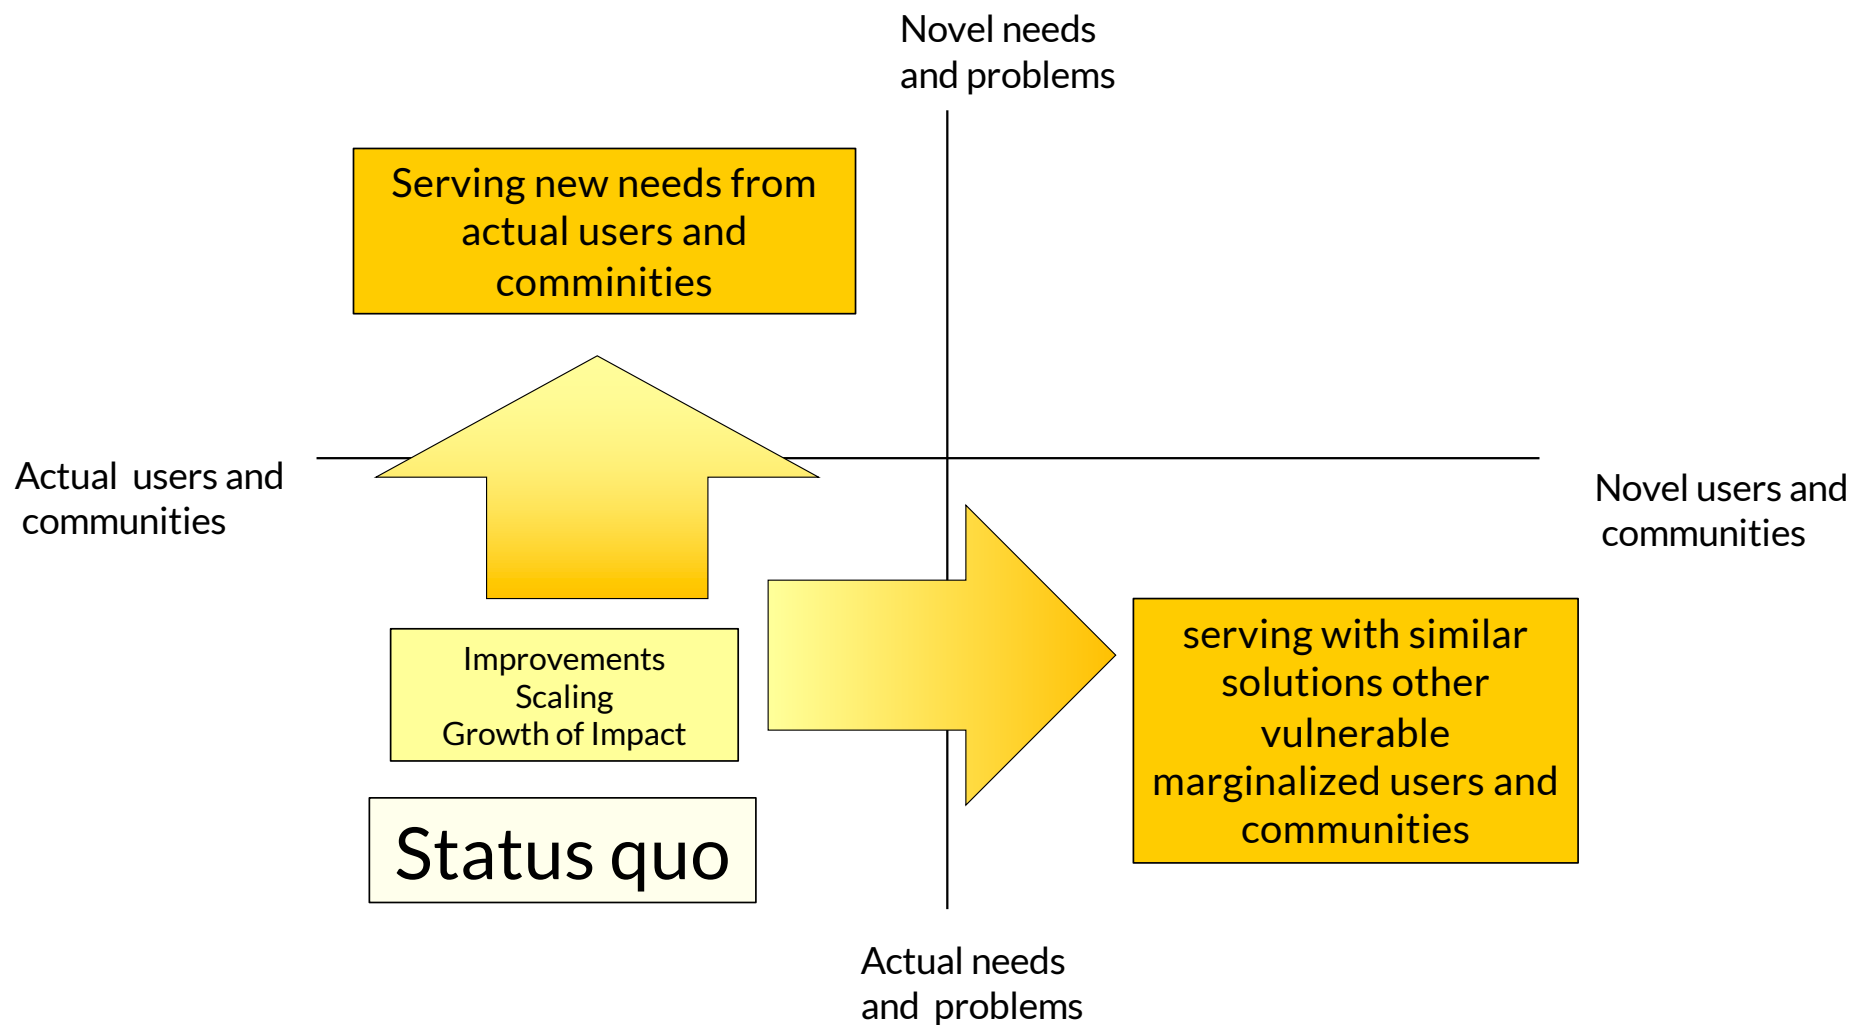 Novel needs
and problems
Serving new needs from
actual users and
comminities
Actual users and
communities
Novel users and
communities
Improvements
Scaling
Growth of Impact
serving with similar
solutions other
vulnerable
marginalized users and
communities
Status quo
Actual needs
and problems